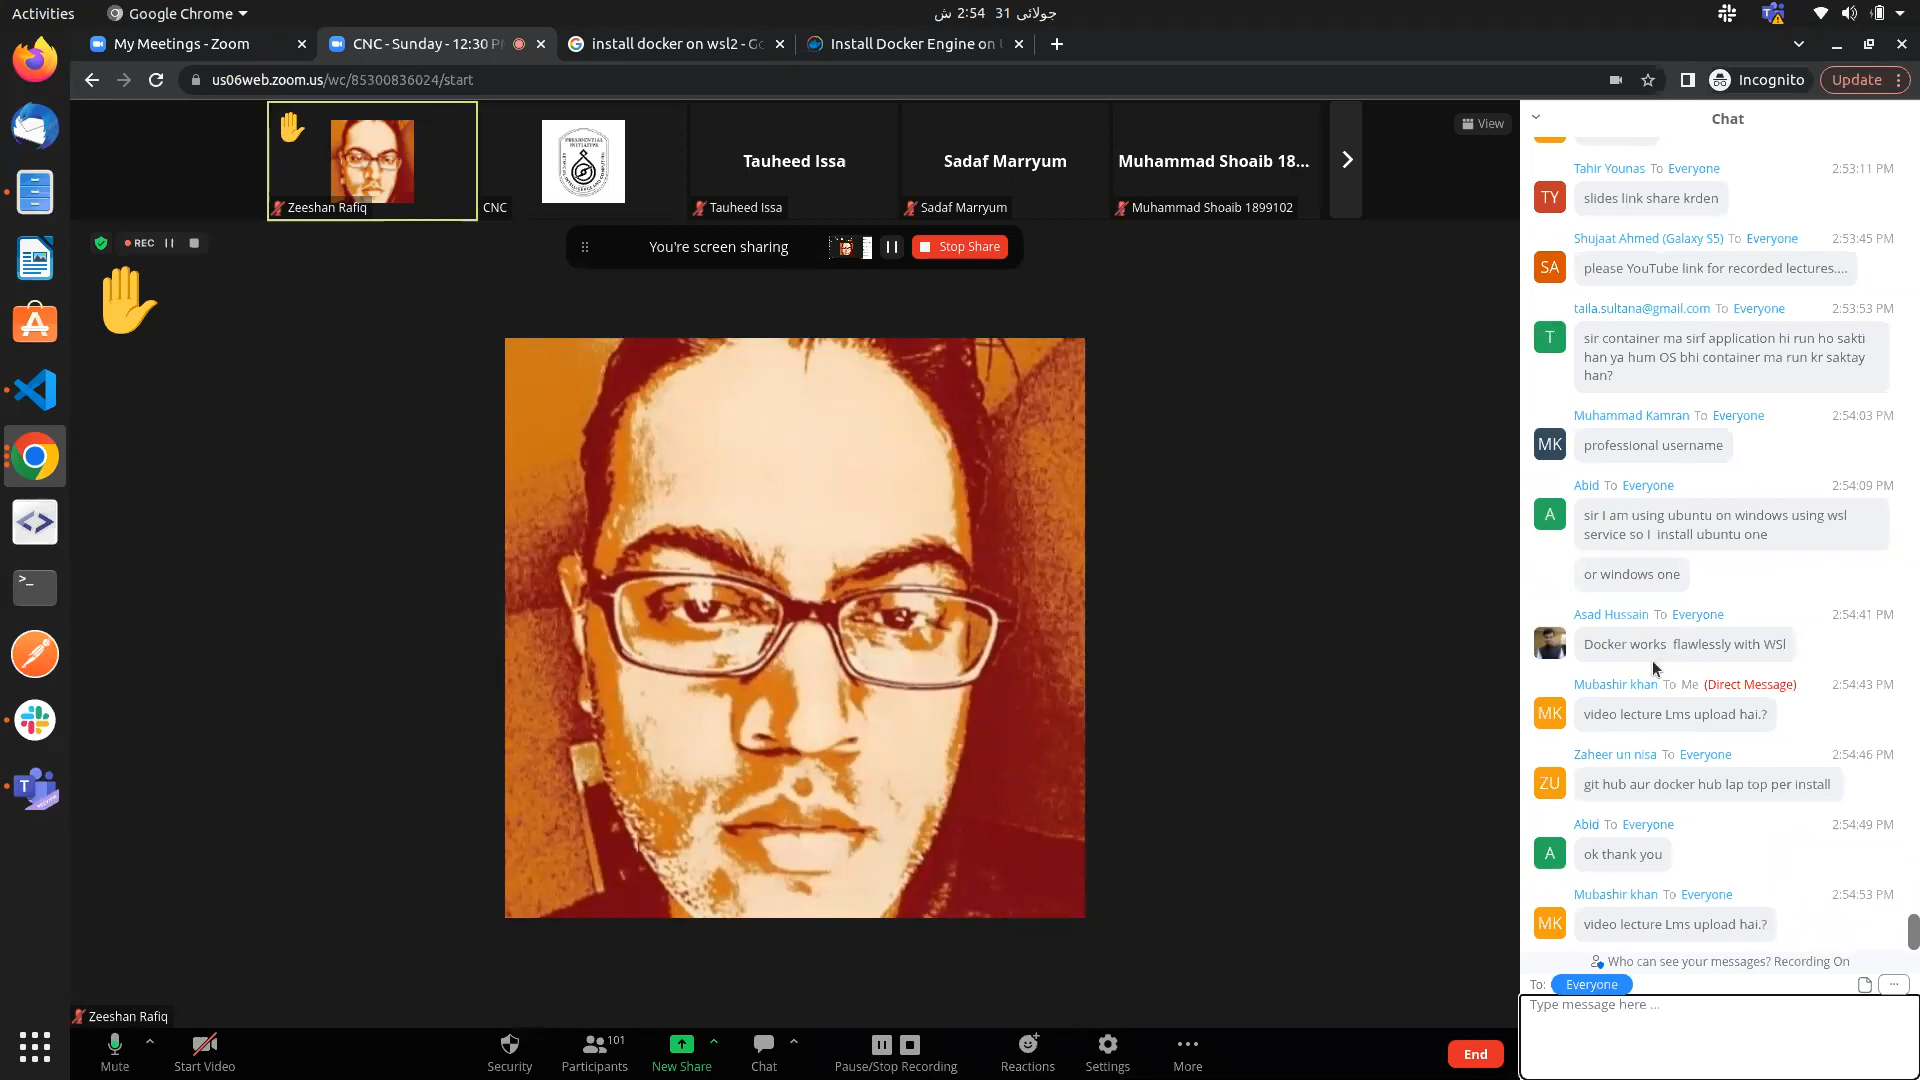 Activities
Google Chrome
جولائی 31  2:54 ش
My Meetings - Zoom
CNC - Sunday - 12:30 P
install docker on wsl2 - Go
Install Docker Engine on U
us06web.zoom.us/wc/85300836024/start
Incognito
Update
Zeeshan Rafiq
CNC
Tauheed Issa
Tauheed Issa
Sadaf Marryum
Sadaf Marryum
Muhammad Shoaib 18...
Muhammad Shoaib 1899102
View
REC
You're screen sharing
Stop Share
Chat
Tahir Younas To Everyone 2:53:11 PM
TY
slides link share krden
Shujaat Ahmed (Galaxy S5) To Everyone 2:53:45 PM
SA
please YouTube link for recorded lectures....
taila.sultana@gmail.com To Everyone 2:53:53 PM
T
sir container ma sirf application hi run ho sakti
han ya hum OS bhi container ma run kr saktay
han?
Muhammad Kamran To Everyone 2:54:03 PM
MK
professional username
Abid To Everyone 2:54:09 PM
A
sir I am using ubuntu on windows using wsl
service so I  install ubuntu one
or windows one
Asad Hussain To Everyone 2:54:41 PM
Docker works  flawlessly with WSl
Mubashir khan To Me (Direct Message) 2:54:43 PM
MK
video lecture Lms upload hai.?
Zaheer un nisa To Everyone 2:54:46 PM
ZU
git hub aur docker hub lap top per install
Abid To Everyone 2:54:49 PM
A
ok thank you
Mubashir khan To Everyone 2:54:53 PM
MK
video lecture Lms upload hai.?
Who can see your messages? Recording On
To: Everyone
Type message here ...
Zeeshan Rafiq
Mute
Start Video
Security
Participants 101
New Share
Chat
Pause/Stop Recording
Reactions
Settings
More
End